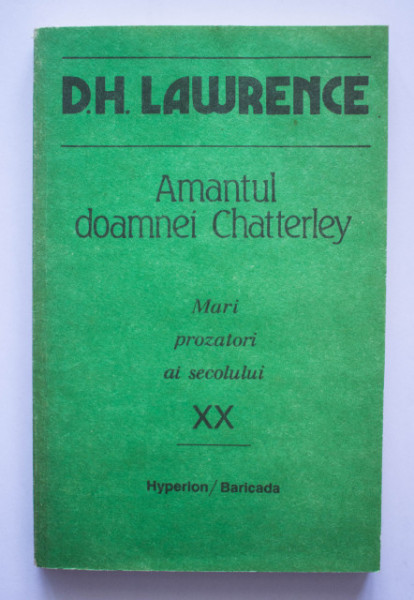 D.H. LAWRENCE
Amantul
doamnei Chatterley
Mari
prozatori
ai secolului
XX
Hyperion/Baricada